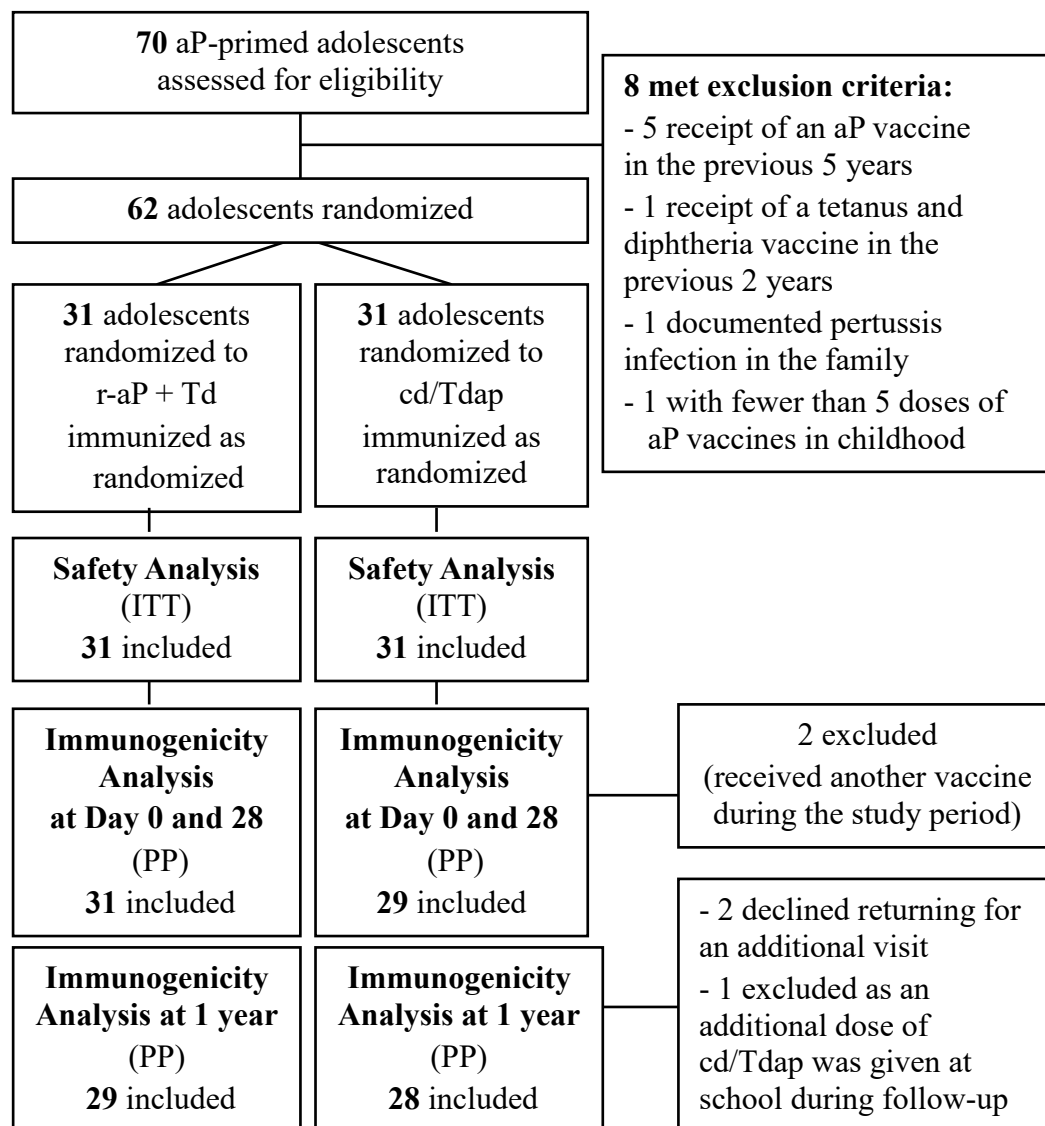 70 aP-primed adolescents
assessed for eligibility
8 met exclusion criteria:
- 5 receipt of an aP vaccine
in the previous 5 years
- 1 receipt of a tetanus and
diphtheria vaccine in the
previous 2 years
- 1 documented pertussis
infection in the family
- 1 with fewer than 5 doses of
aP vaccines in childhood
62 adolescents randomized
31 adolescents
randomized to
r-aP + Td
immunized as
randomized
31 adolescents
randomized to
cd/Tdap
immunized as
randomized
Safety Analysis
(ITT)
31 included
Safety Analysis
(ITT)
31 included
Immunogenicity
Analysis
at Day 0 and 28
(PP)
31 included
Immunogenicity
Analysis
at Day 0 and 28
(PP)
29 included
2 excluded
(received another vaccine
during the study period)
Immunogenicity
Analysis at 1 year
(PP)
29 included
Immunogenicity
Analysis at 1 year
(PP)
28 included
- 2 declined returning for
an additional visit
- 1 excluded as an
additional dose of
cd/Tdap was given at
school during follow-up